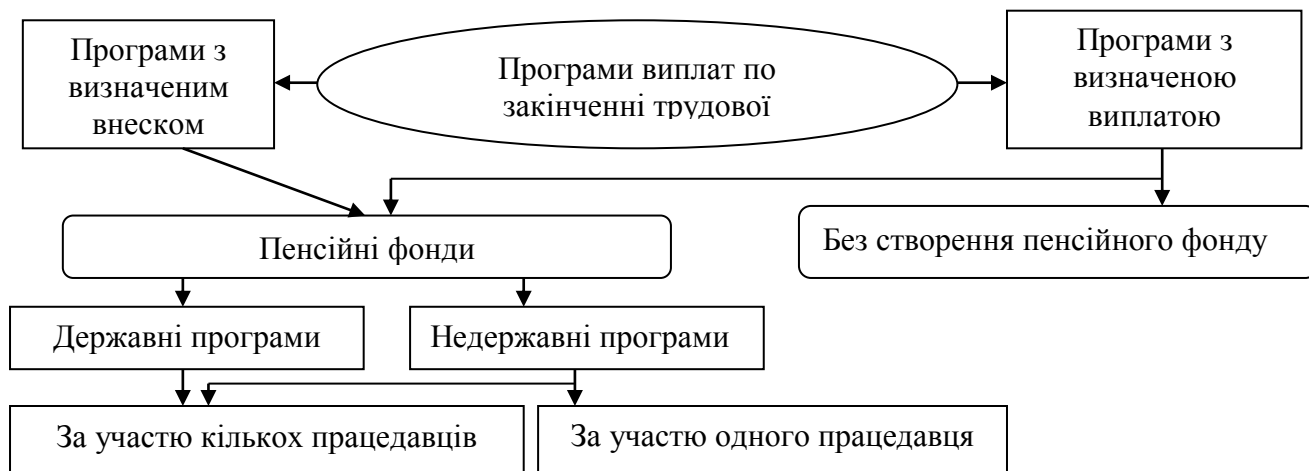 Програми з
визначеним
внеском
Програми виплат по
закінченні трудової
Програми з
визначеною
виплатою
Пенсійні фонди
Без створення пенсійного фонду
Державні програми
Недержавні програми
За участю кількох працедавців
За участю одного працедавця